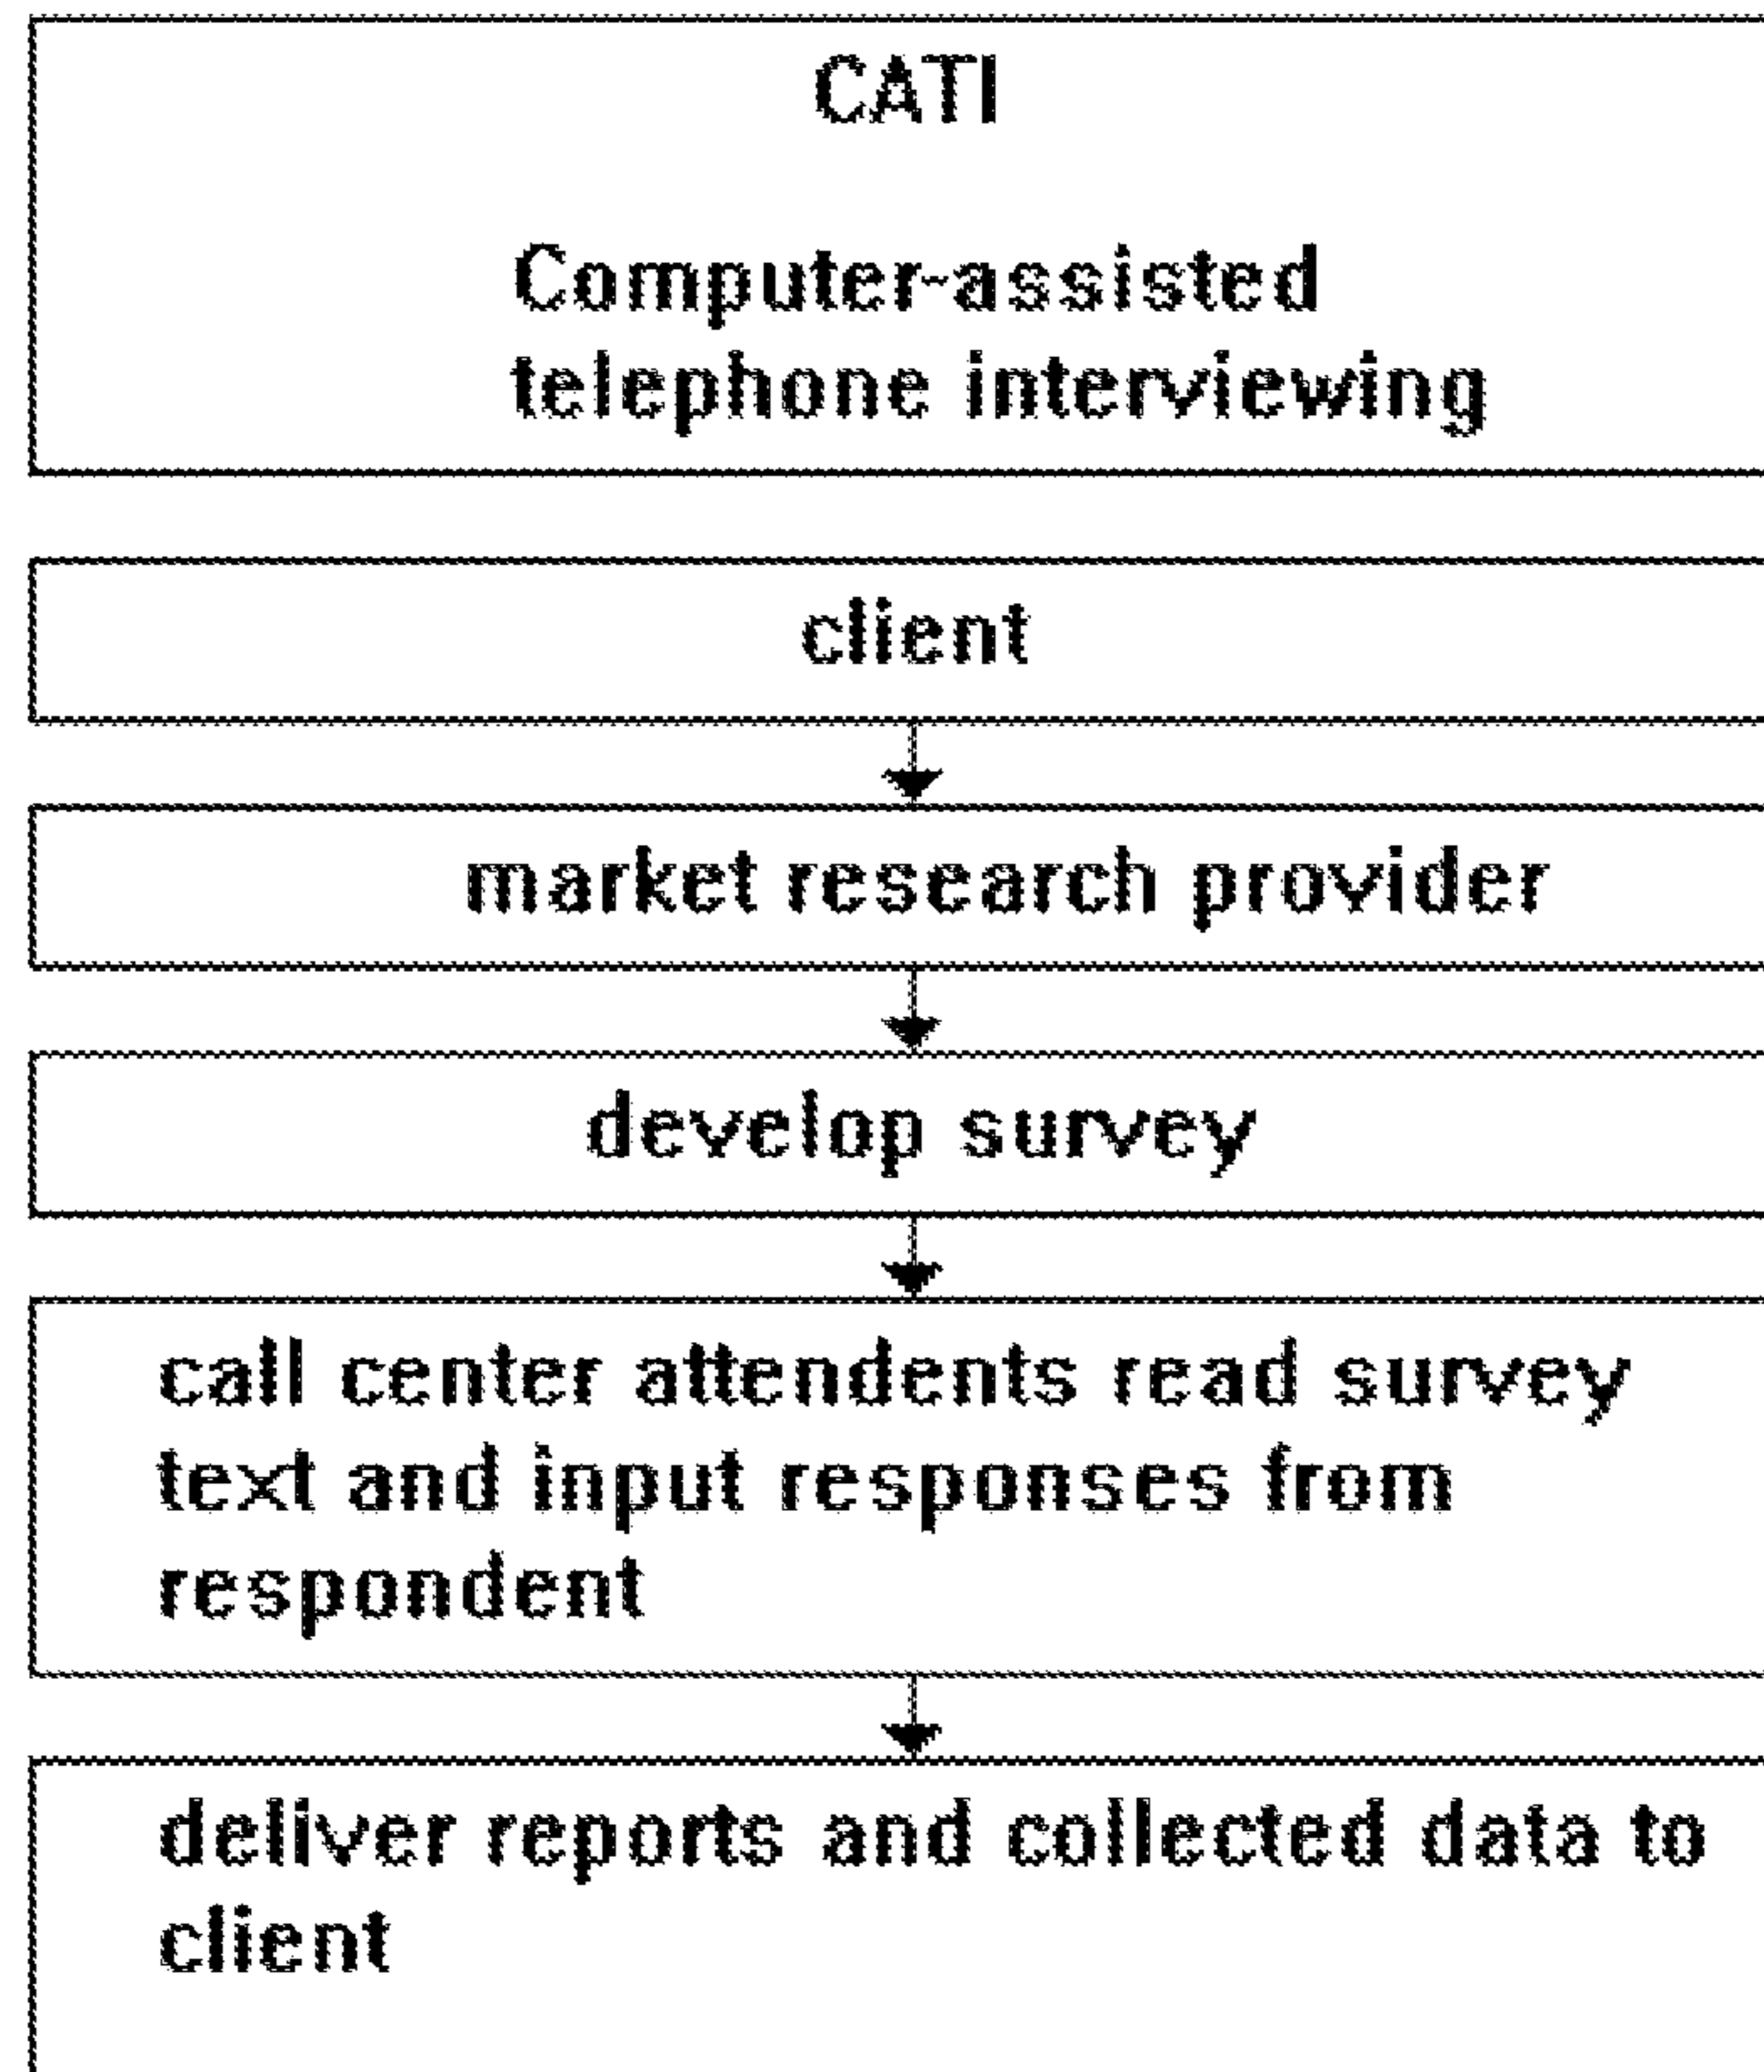 CATI
Computer-assisted
telephone interviewing
client
market research provider
develop survey
call center attendents read survey
text and input responses from
respondent
deliver reports and collected data to
client